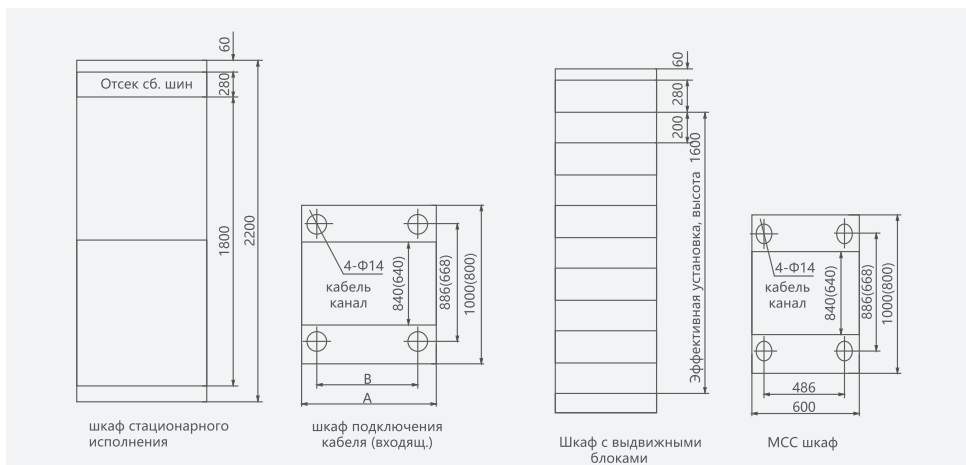 60
Отсек сб. шин
280
1800
2200
шкаф стационарного
исполнения
4-Ф14
кабель
канал
840(640)
886(668)
1000(800)
B
A
шкаф подключения
кабеля (входящ.)
60
280
200
Эффективная установка, высота 1600
Шкаф с выдвижными
блоками
4-Ф14
кабель
канал
840(640)
886(668)
1000(800)
486
600
МСС шкаф